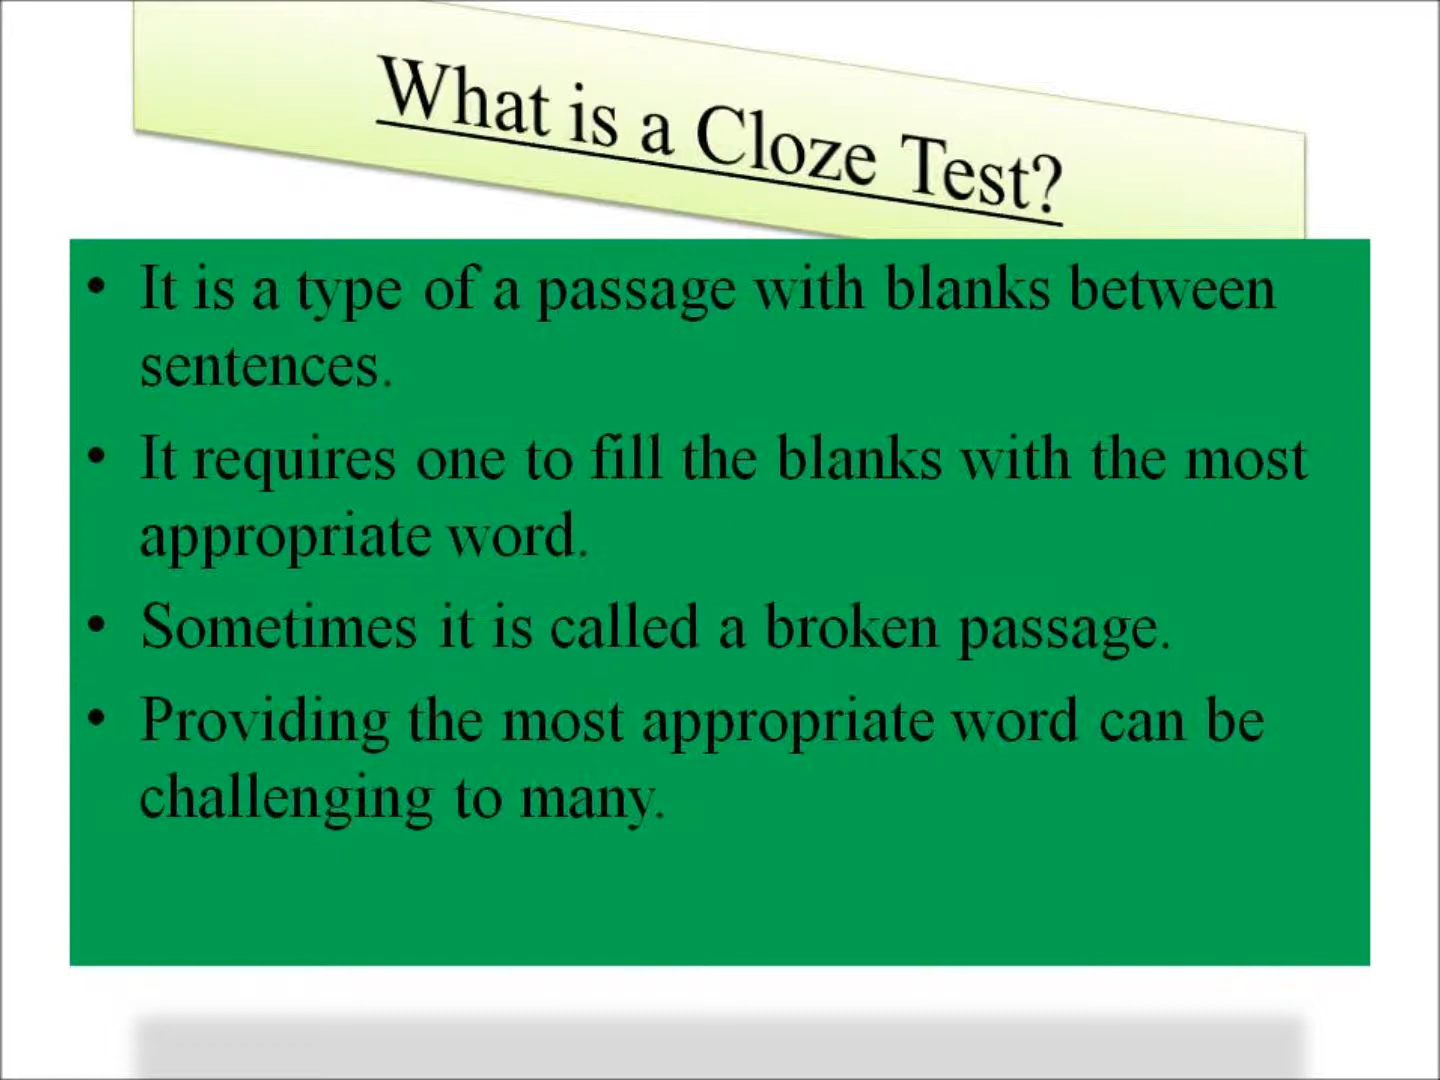 What is a Cloze Test?
• It is a type of a passage with blanks between
sentences.
• It requires one to fill the blanks with the most
appropriate word.
• Sometimes it is called a broken passage.
• Providing the most appropriate word can be
challenging to many.